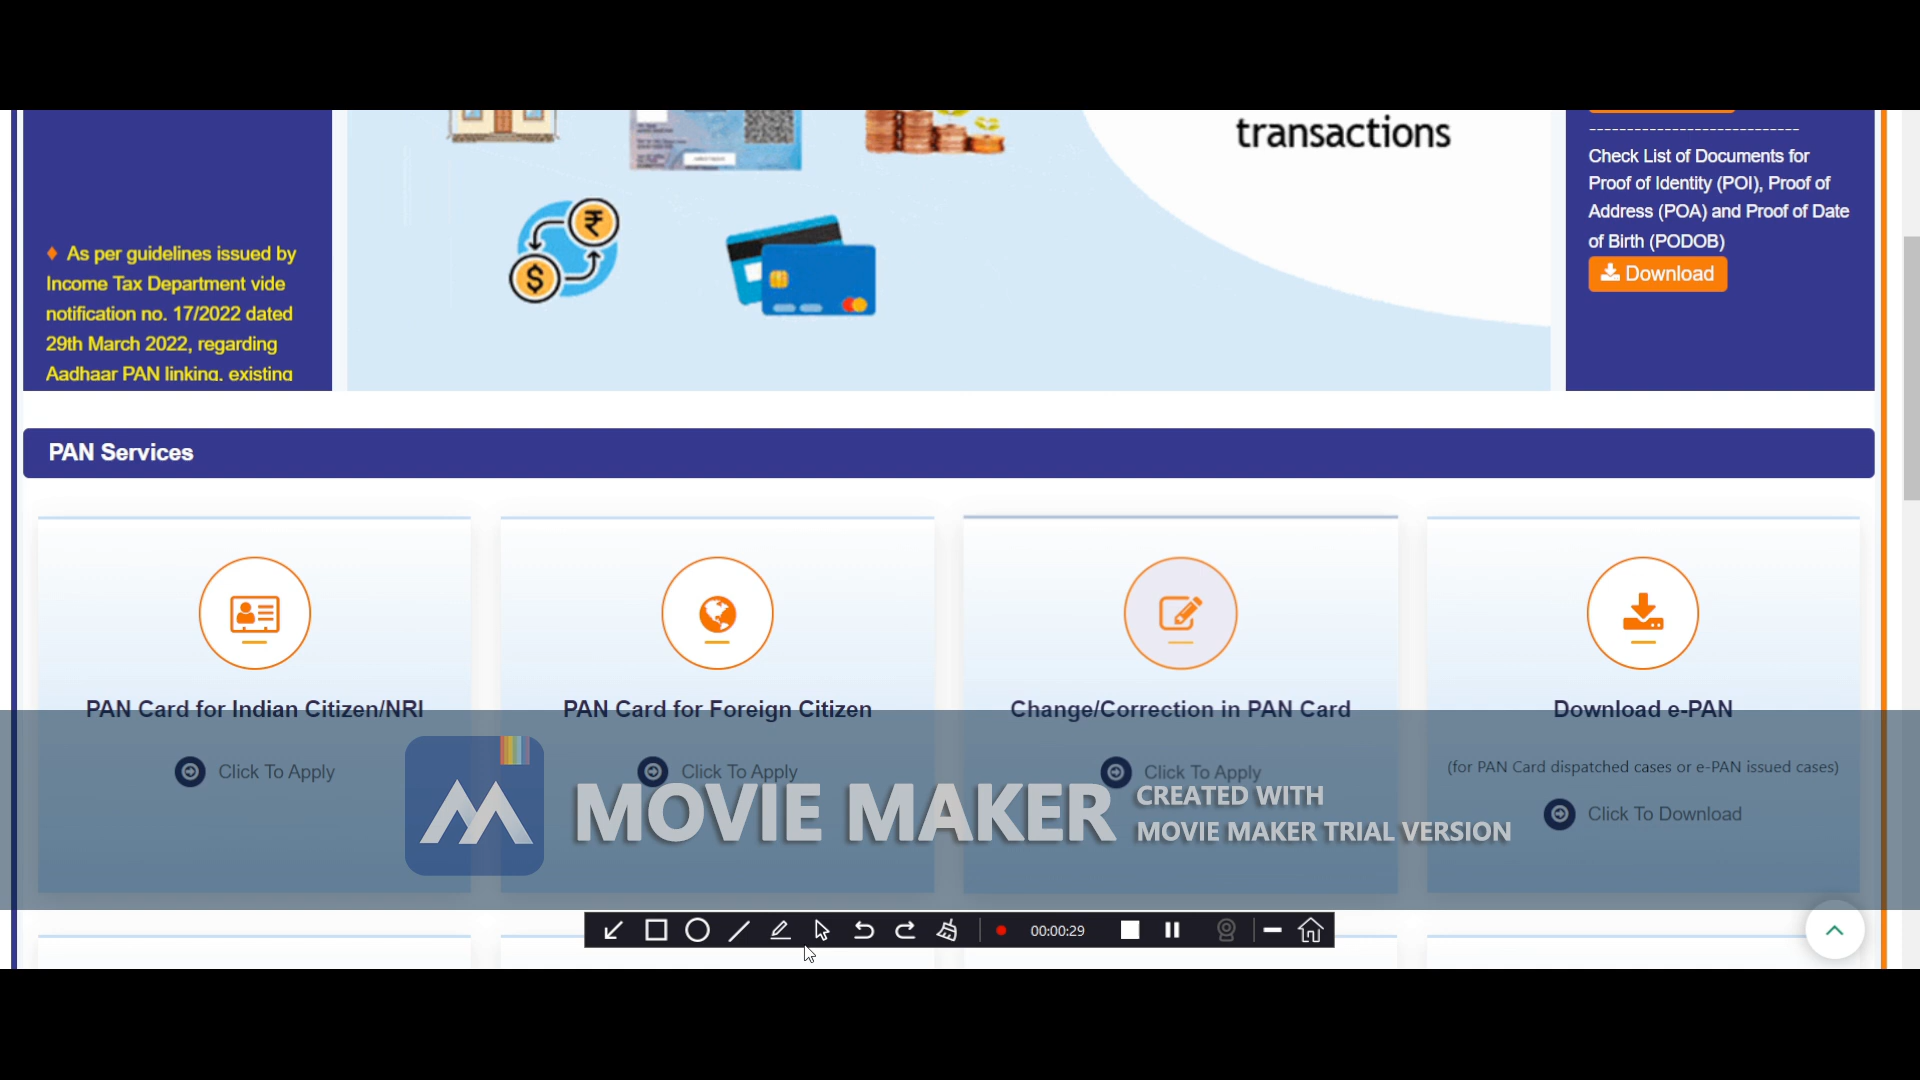 transactions
As per guidelines issued by
Income Tax Department vide
notification no. 17/2022 dated
29th March 2022, regarding
Aadhaar PAN linking, existing
----------------------------
Check List of Documents for
Proof of Identity (POI), Proof of
Address (POA) and Proof of Date
of Birth (PODOB)
Download
PAN Services
PAN Card for Indian Citizen/NRI
Click To Apply
PAN Card for Foreign Citizen
Click To Apply
Change/Correction in PAN Card
Click To Apply
Download e-PAN
(for PAN Card dispatched cases or e-PAN issued cases)
Click To Download
MOVIE MAKER
CREATED WITH
MOVIE MAKER TRIAL VERSION
00:00:29